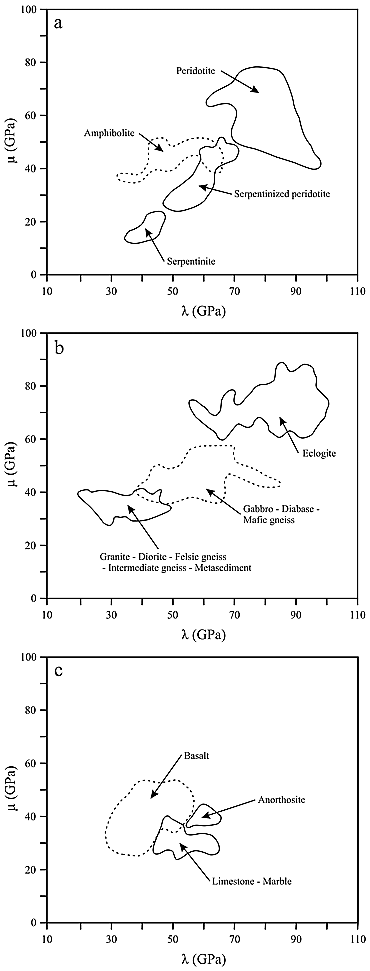 a
100
80
60
40
20
0
μ (GPa)
Peridotite
Amphibolite
Serpentinized peridotite
Serpentinite
10 30 50 70 90 110
λ (GPa)
b
100
80
60
40
20
0
μ (GPa)
Eclogite
Gabbro - Diabase -
Mafic gneiss
Granite - Diorite - Felsic gneiss
- Intermediate gneiss - Metasediment
10 30 50 70 90 110
λ (GPa)
c
100
80
60
40
20
0
μ (GPa)
Basalt
Anorthosite
Limestone - Marble
10 30 50 70 90 110
λ (GPa)